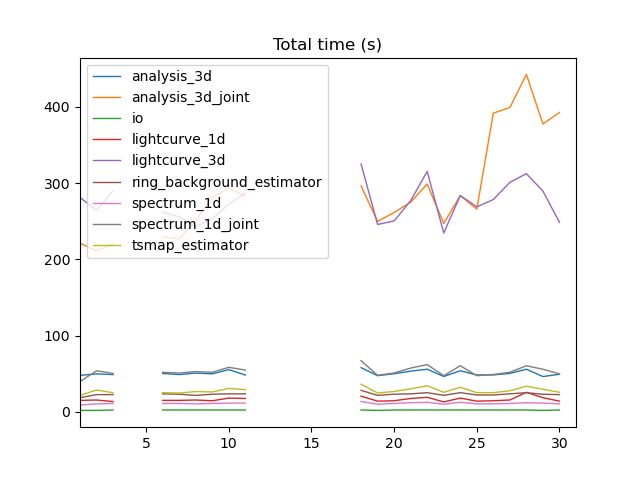 Total time (s)
400
300
200
100
0
analysis_3d
analysis_3d_joint
io
lightcurve_1d
lightcurve_3d
ring_background_estimator
spectrum_1d
spectrum_1d_joint
tsmap_estimator
5 10 15 20 25 30